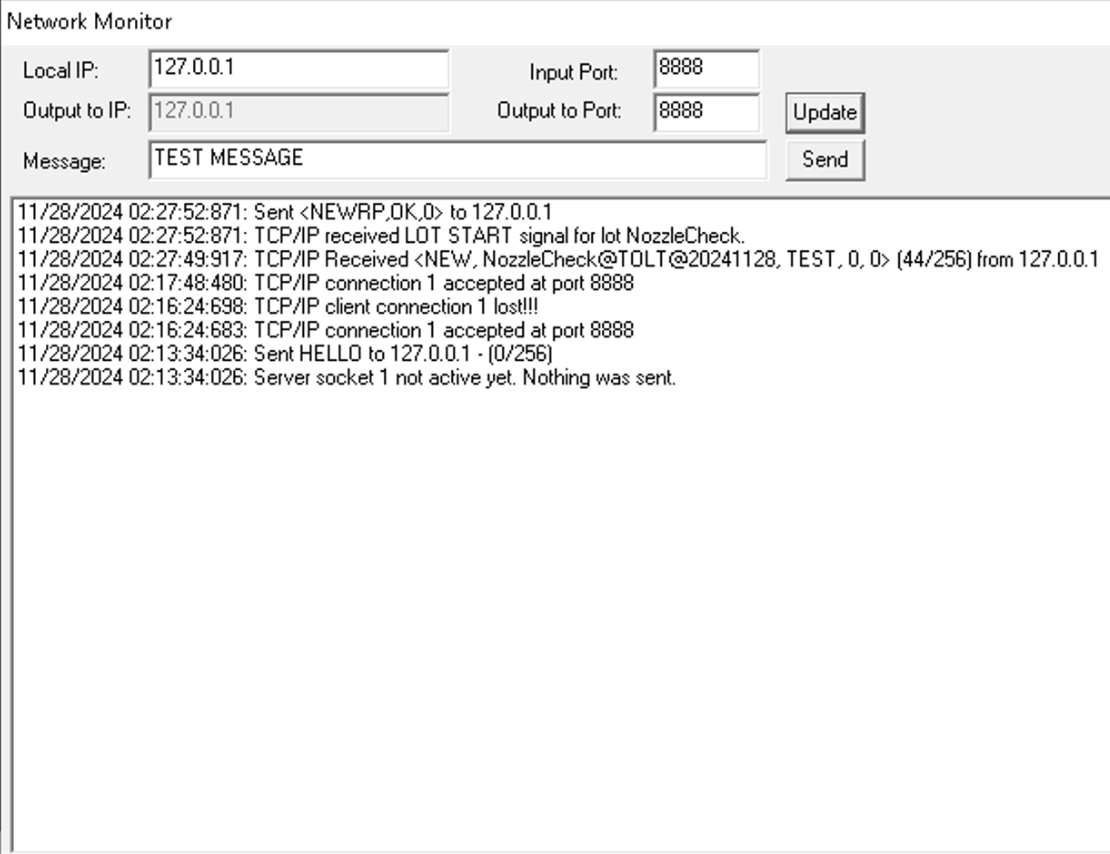 Network Monitor
Local IP: 127.0.0.1 Input Port: 8888
Output to IP: 127.0.0.1 Output to Port: 8888 Update
Message: TEST MESSAGE Send
11/28/2024 02:27:52:871: Sent <NEWRP,OK,0> to 127.0.0.1
11/28/2024 02:27:52:871: TCP/IP received LOT START signal for lot NozzleCheck.
11/28/2024 02:27:49:917: TCP/IP Received <NEW, NozzleCheck@TOLT@20241128, TEST, 0, 0> (44/256) from 127.0.0.1
11/28/2024 02:17:48:480: TCP/IP connection 1 accepted at port 8888
11/28/2024 02:16:24:698: TCP/IP client connection 1 lost!!!
11/28/2024 02:16:24:683: TCP/IP connection 1 accepted at port 8888
11/28/2024 02:13:34:026: Sent HELLO to 127.0.0.1 - (0/256)
11/28/2024 02:13:34:026: Server socket 1 not active yet. Nothing was sent.